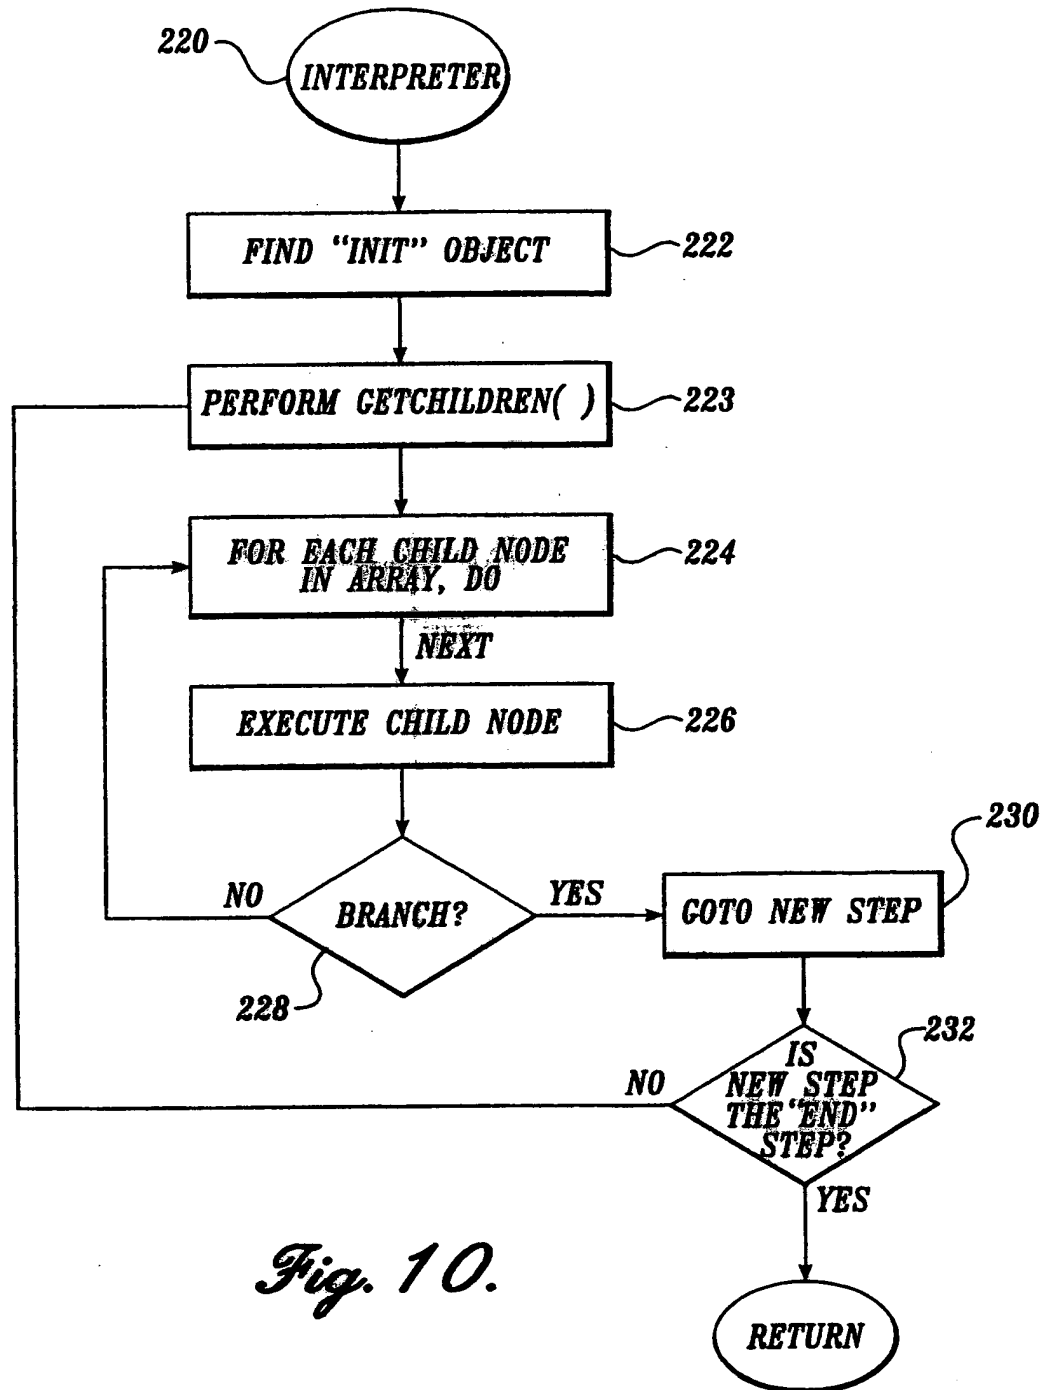 220
INTERPRETER
FIND “INIT” OBJECT
222
PERFORM GETCHILDREN( )
223
FOR EACH CHILD NODE
IN ARRAY, DO
224
NEXT
EXECUTE CHILD NODE
226
230
NO
BRANCH?
YES
GOTO NEW STEP
228
232
IS
NEW STEP
THE “END”
STEP?
NO
YES
Fig. 10.
RETURN